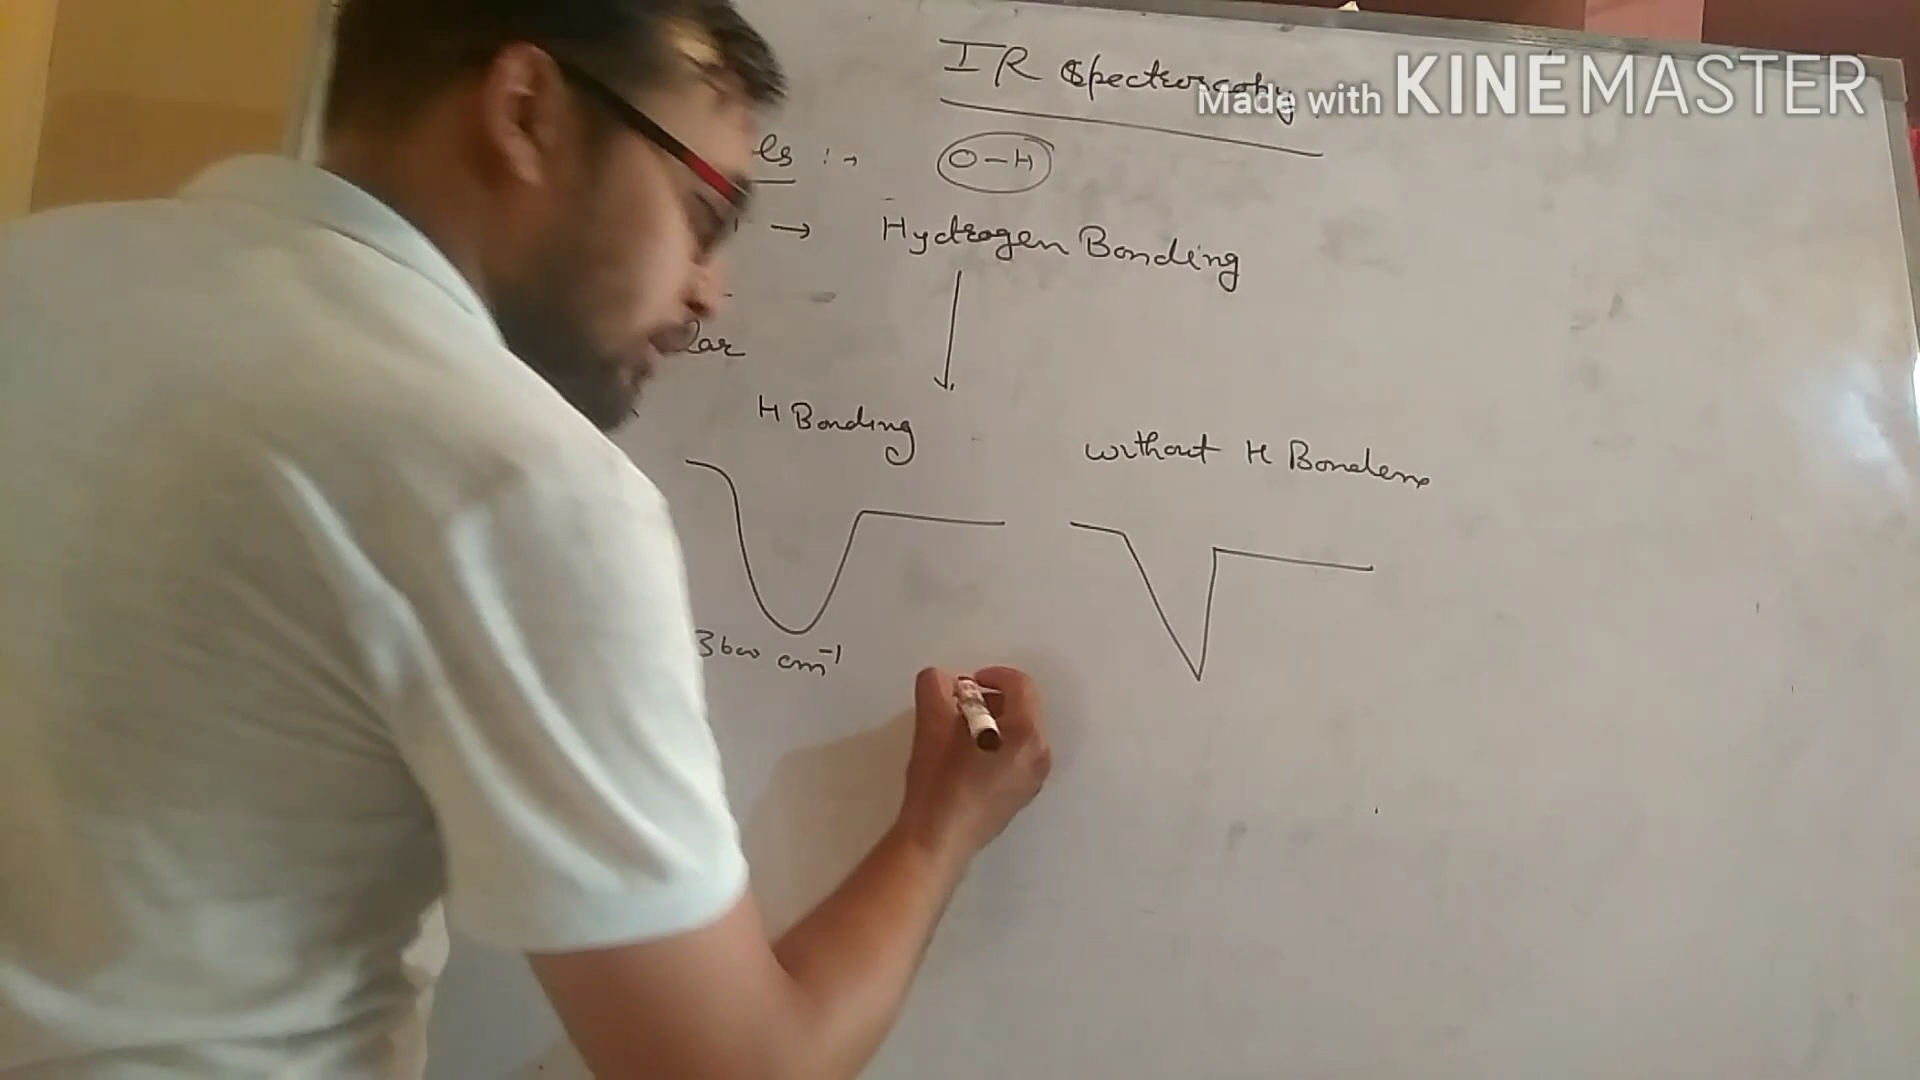 IR Spectroscopy
Made with KINEMASTER
ls :→ O-H
→ Hydrogen Bonding
lar
H Bonding
without H Bonding
3600 cm⁻¹